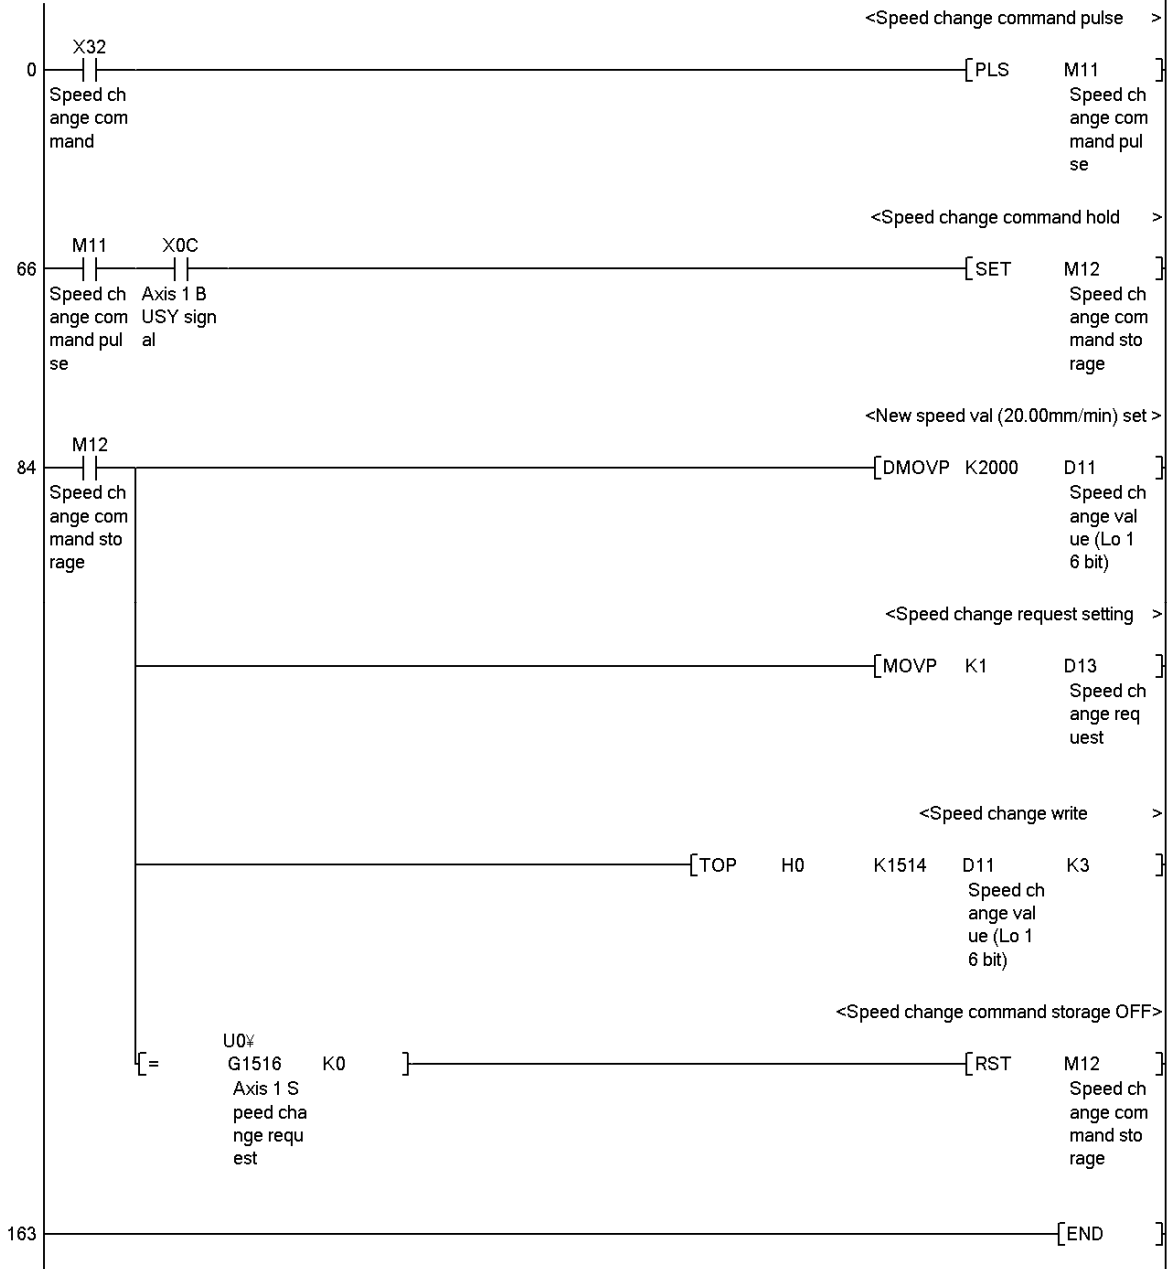 <Speed change command pulse >
X32
0 [PLS M11 ]
Speed ch Speed ch
ange com ange com
mand mand pul
se
<Speed change command hold >
M11 X0C
66 [SET M12 ]
Speed ch Axis 1 B Speed ch
ange com USY sign ange com
mand pul al mand sto
se rage
<New speed val (20.00mm/min) set >
M12
84 [DMOVP K2000 D11 ]
Speed ch Speed ch
ange com ange val
mand sto ue (Lo 1
rage 6 bit)
<Speed change request setting >
[MOVP K1 D13 ]
Speed ch
ange req
uest
<Speed change write >
[TOP H0 K1514 D11 K3 ]
Speed ch
ange val
ue (Lo 1
6 bit)
<Speed change command storage OFF>
U0¥
[= G1516 K0 ] [RST M12 ]
Axis 1 S Speed ch
peed cha ange com
nge requ mand sto
est rage
163 [END ]